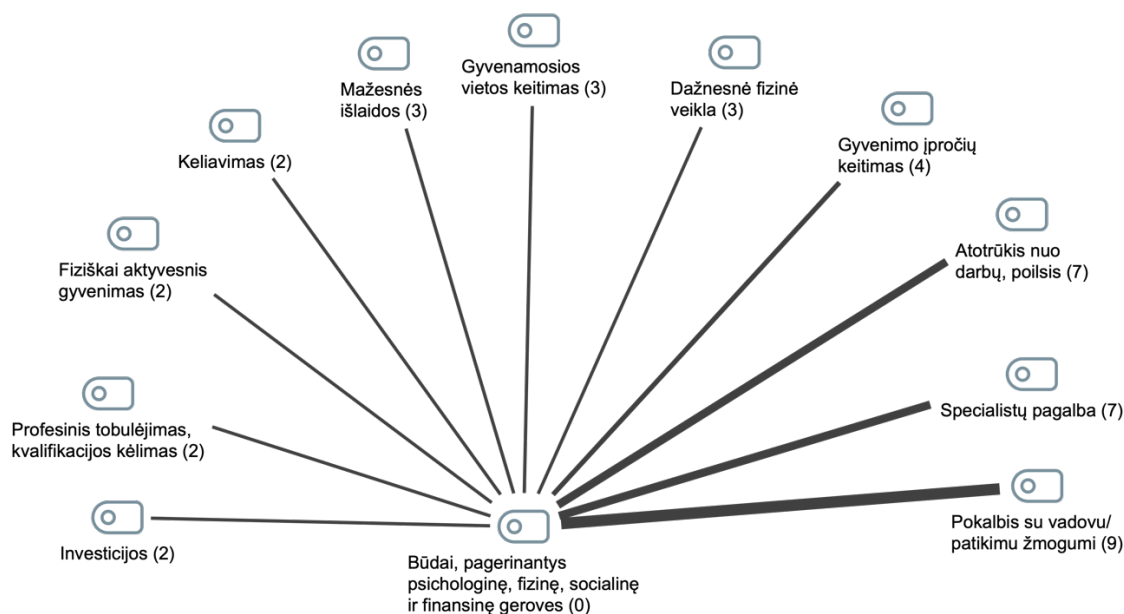 Gyvenamosios
vietos keitimas (3)
Dažnesnė fizinė
veikla (3)
Mažesnės
išlaidos (3)
Gyvenimo įpročių
keitimas (4)
Keliavimas (2)
Atotrūkis nuo
darbų, poilsis (7)
Fiziškai aktyvesnis
gyvenimas (2)
Specialistų pagalba (7)
Profesinis tobulėjimas,
kvalifikacijos kėlimas (2)
Pokalbis su vadovu/
patikimu žmogumi (9)
Investicijos (2)
Būdai, pagerinantys
psichologinę, fizinę, socialinę
ir finansinę geroves (0)